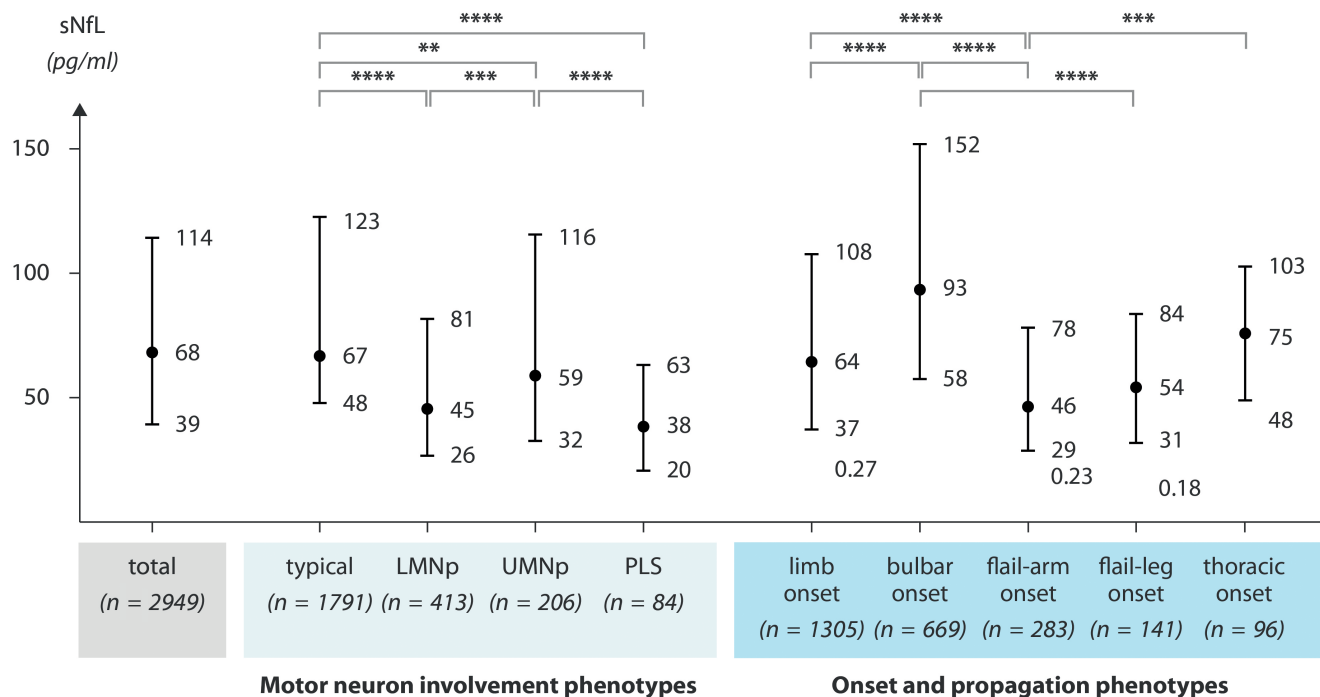 sNfL
(pg/ml)
****
**
****
***
****
****
***
****
****
****
150
100
50
114
68
39
123
67
48
81
45
26
116
59
32
63
38
20
108
64
37
0.27
152
93
58
78
46
29
0.23
84
54
31
0.18
103
75
48
total
(n = 2949)
typical
(n = 1791)
LMNp
(n = 413)
UMNp
(n = 206)
PLS
(n = 84)
limb
onset
(n = 1305)
bulbar
onset
(n = 669)
flail-arm
onset
(n = 283)
flail-leg
onset
(n = 141)
thoracic
onset
(n = 96)
Motor neuron involvement phenotypes
Onset and propagation phenotypes